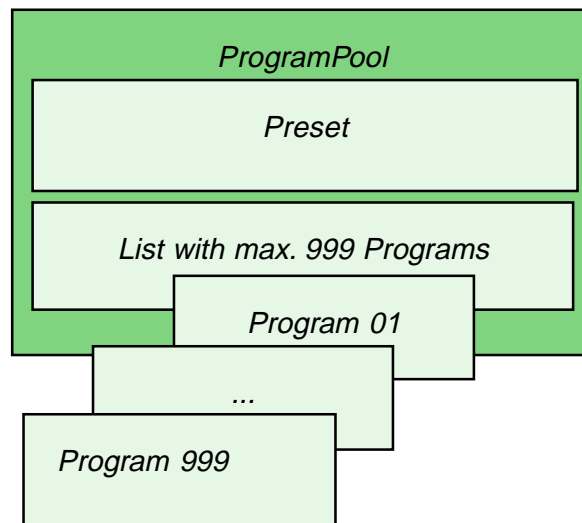 ProgramPool
Preset
List with max. 999 Programs
Program 01
...
Program 999